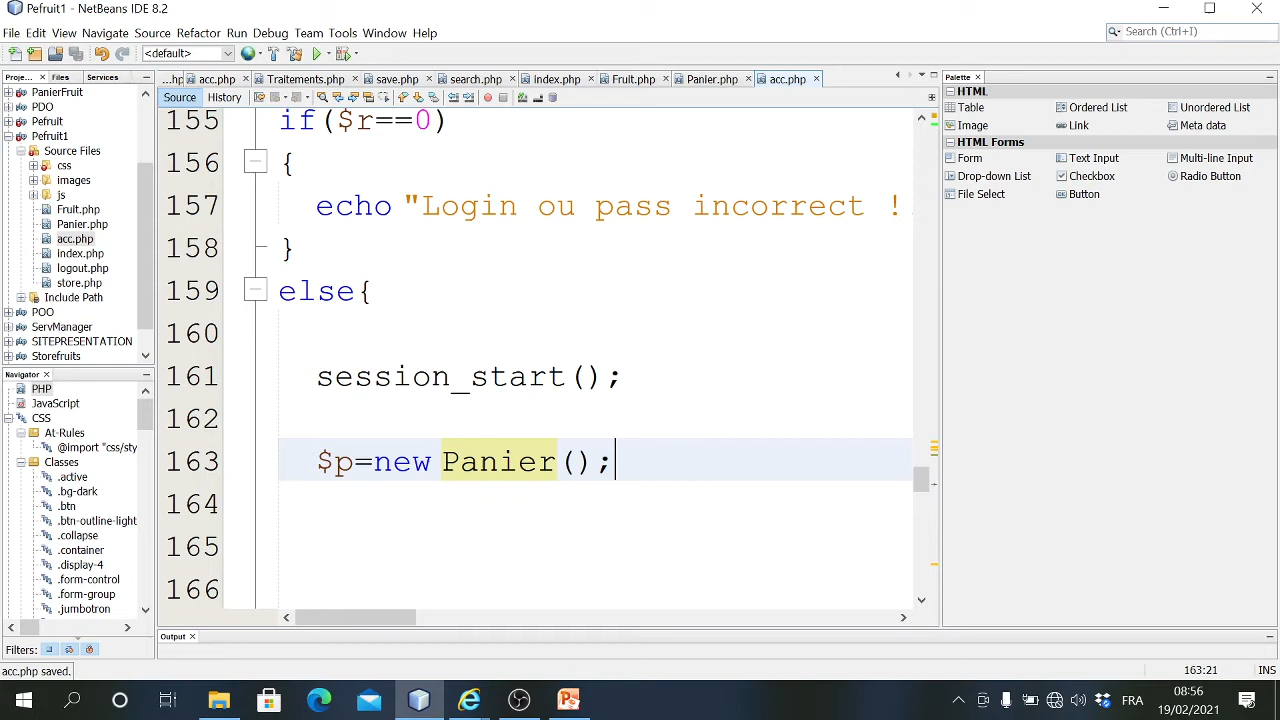 Pefruit1 - NetBeans IDE 8.2
File Edit View Navigate Source Refactor Run Debug Team Tools Window Help
Search (Ctrl+I)
<default>
Proje... Files Services
...hp acc.php Traitements.php save.php search.php index.php Fruit.php Panier.php acc.php
Palette
Source History
PanierFruit
PDO
Pefruit
Pefruit1
Source Files
css
images
js
Fruit.php
Panier.php
acc.php
index.php
logout.php
store.php
Include Path
POO
ServManager
SITEPRESENTATION
Storefruits
Navigator
PHP
JavaScript
CSS
At-Rules
@import "css/sty
Classes
.active
.bg-dark
.btn
.btn-outline-light
.collapse
.container
.display-4
.form-control
.form-group
.jumbotron
Filters:
155 if($r==0)
156 {
157 echo "Login ou pass incorrect !
158 }
159 else{
160
161 session_start();
162
163 $p=new Panier();
164
165
166
HTML
Table Ordered List Unordered List
Image Link Meta data
HTML Forms
Form Text Input Multi-line Input
Drop-down List Checkbox Radio Button
File Select Button
Output
acc.php saved.
163:21 INS
FRA
08:56
19/02/2021